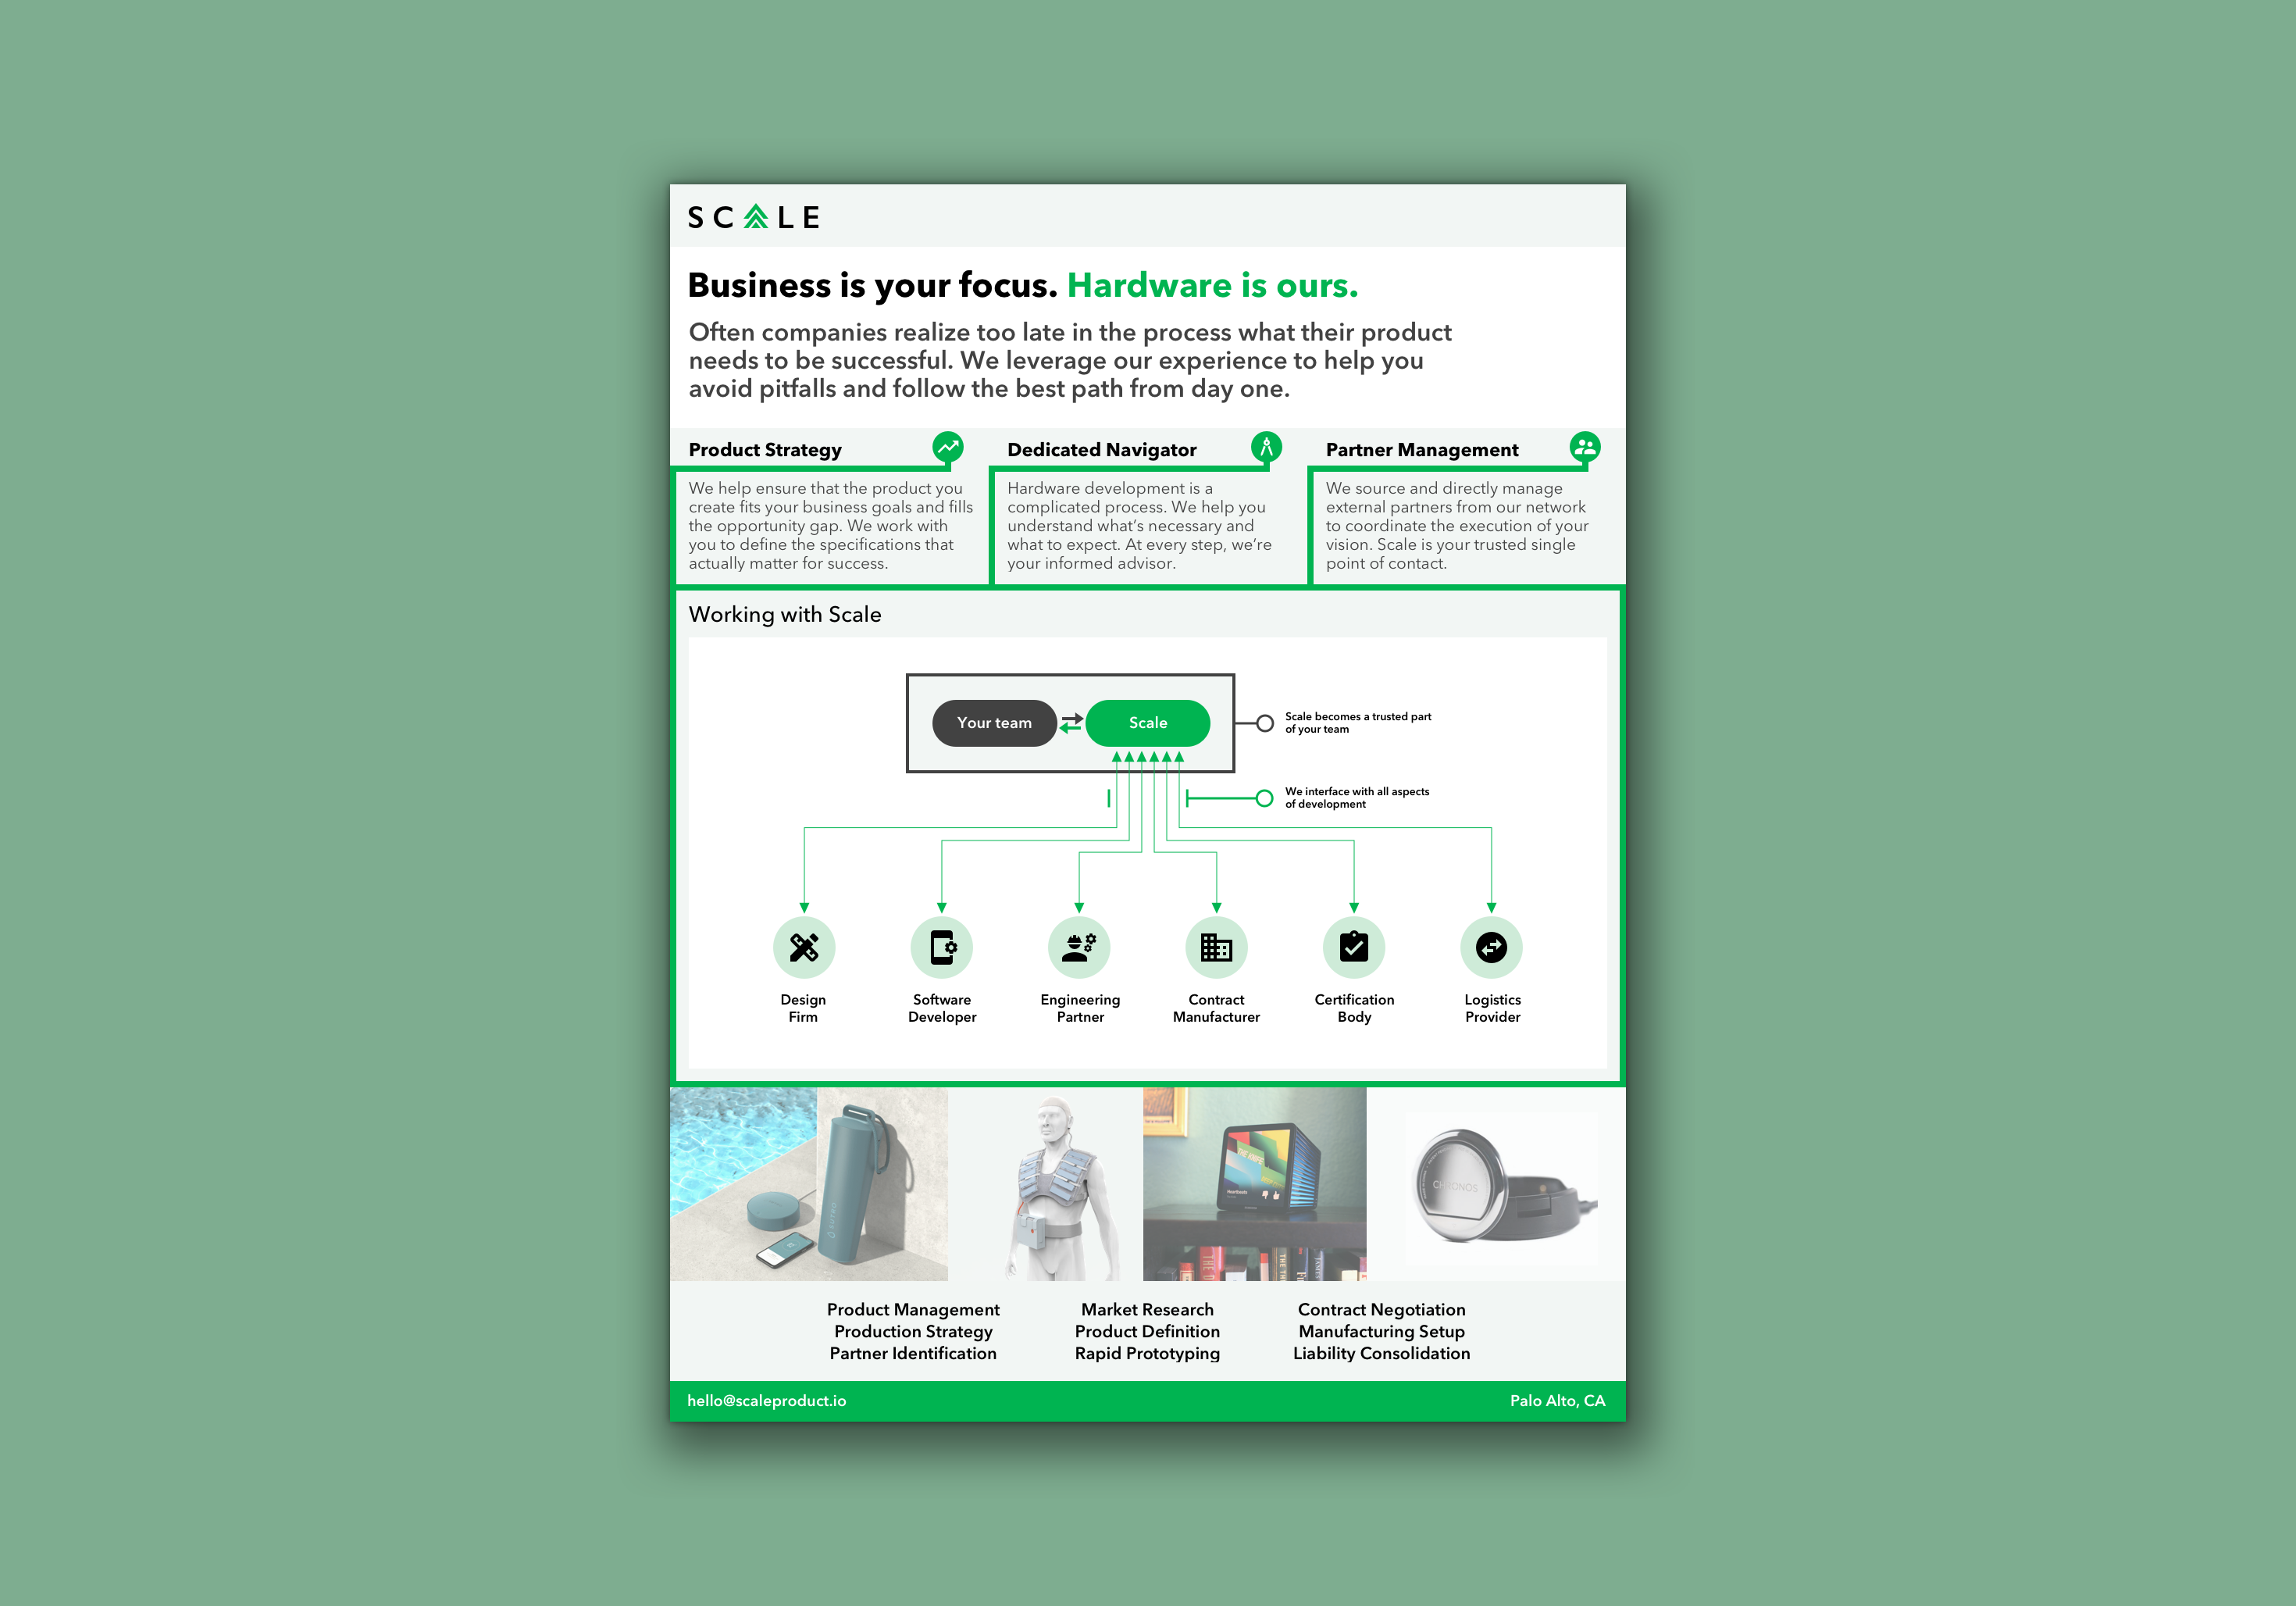 SCALE
Business is your focus. Hardware is ours.
Often companies realize too late in the process what their product
needs to be successful. We leverage our experience to help you
avoid pitfalls and follow the best path from day one.
Product Strategy
We help ensure that the product you
create fits your business goals and fills
the opportunity gap. We work with
you to define the specifications that
actually matter for success.
Dedicated Navigator
Hardware development is a
complicated process. We help you
understand what’s necessary and
what to expect. At every step, we’re
your informed advisor.
Partner Management
We source and directly manage
external partners from our network
to coordinate the execution of your
vision. Scale is your trusted single
point of contact.
Working with Scale
Your team
Scale
Scale becomes a trusted part
of your team
We interface with all aspects
of development
Design
Firm
Software
Developer
Engineering
Partner
Contract
Manufacturer
Certification
Body
Logistics
Provider
THE KNIFE
Heartbeats
CHRONOS
Product Management
Production Strategy
Partner Identification
Market Research
Product Definition
Rapid Prototyping
Contract Negotiation
Manufacturing Setup
Liability Consolidation
hello@scaleproduct.io
Palo Alto, CA